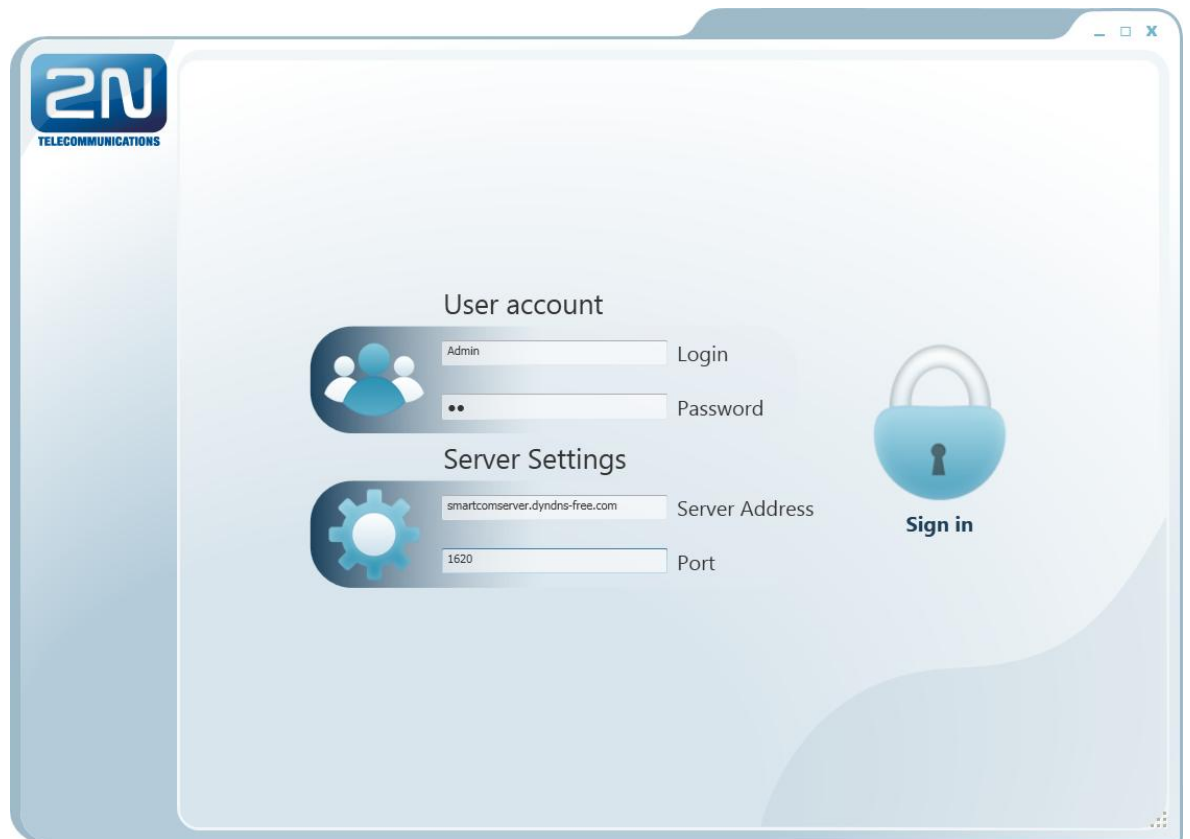 2N
TELECOMMUNICATIONS
User account
Admin
Login
••
Password
Server Settings
smartcomserver.dyndns-free.com
Server Address
1620
Port
Sign in